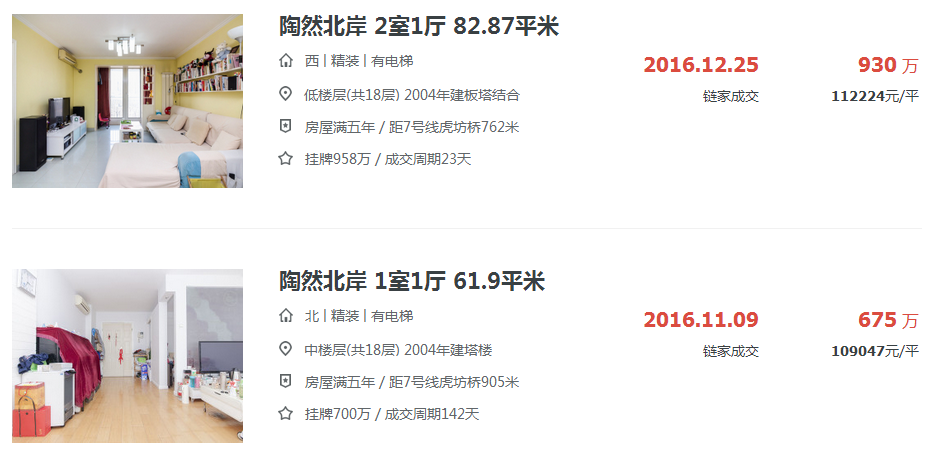 陶然北岸 2室1厅 82.87平米
西 | 精装 | 有电梯
2016.12.25
930 万
低楼层(共18层) 2004年建板塔结合
链家成交
112224元/平
房屋满五年 / 距7号线虎坊桥762米
挂牌958万 / 成交周期23天
陶然北岸 1室1厅 61.9平米
北 | 精装 | 有电梯
2016.11.09
675 万
中楼层(共18层) 2004年建塔楼
链家成交
109047元/平
房屋满五年 / 距7号线虎坊桥905米
挂牌700万 / 成交周期142天